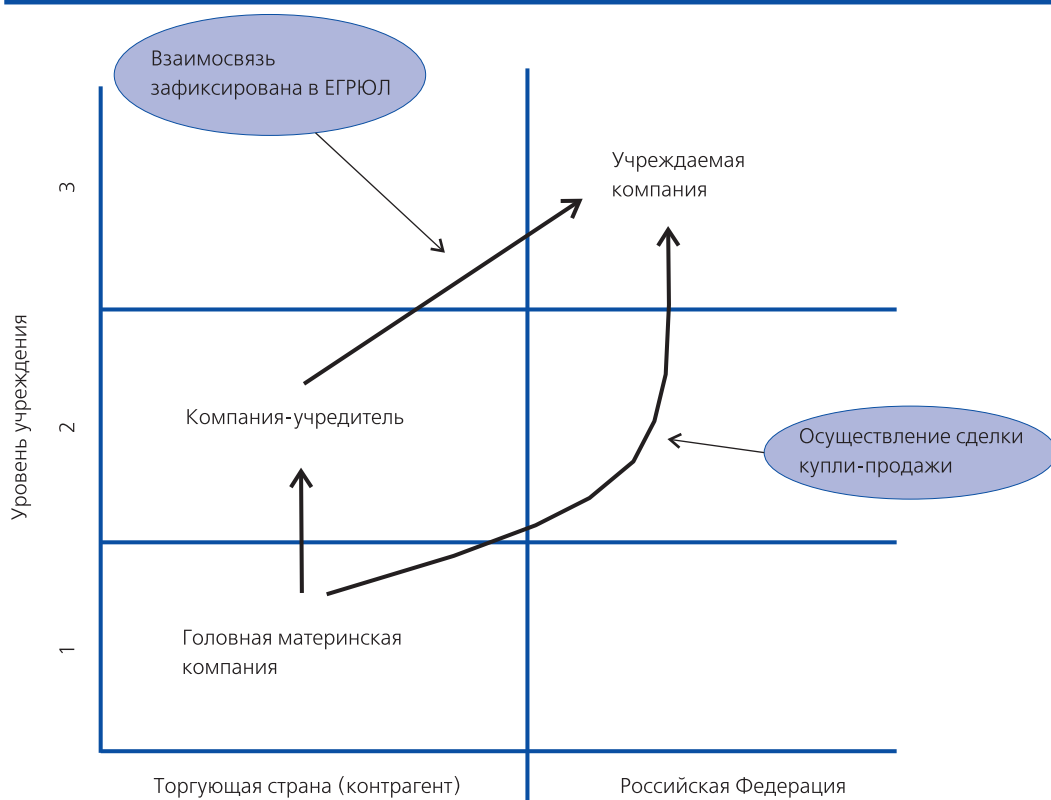 Взаимосвязь
зафиксирована в ЕГРЮЛ
Учреждаемая
компания
3
Уровень учреждения
2
Компания-учредитель
Осуществление сделки
купли-продажи
1
Головная материнская
компания
Торгующая страна (контрагент)
Российская Федерация